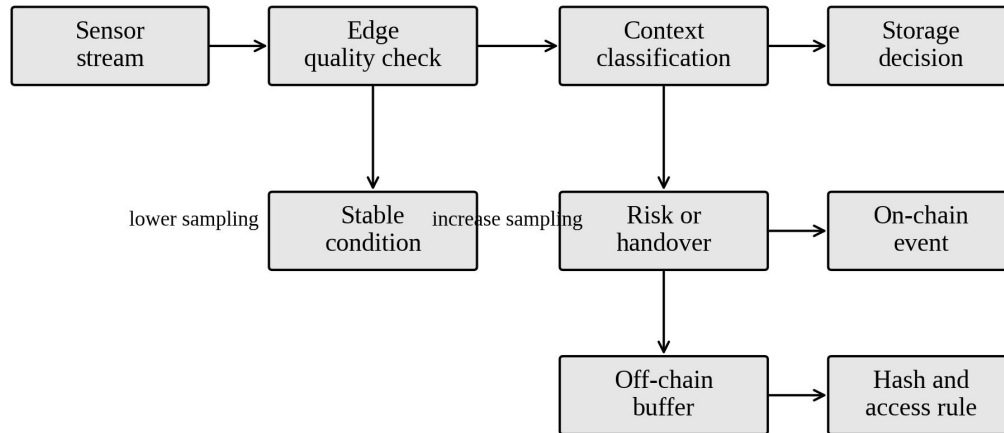 Sensor
stream
Edge
quality check
Context
classification
Storage
decision
lower sampling
Stable
condition
increase sampling
Risk or
handover
On-chain
event
Off-chain
buffer
Hash and
access rule